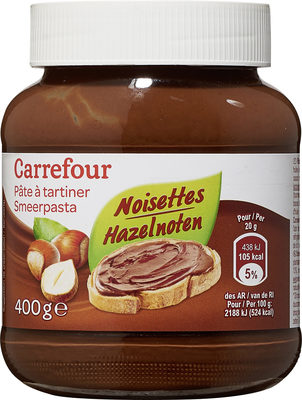 Carrefour
Pâte à tartiner
Smeerpasta
Noisettes
Hazelnoten
400g e
Pour / Per
20 g
438 kJ
105 kcal
5%
des AR / van de RI
Pour / Per 100 g:
2188 kJ (524 kcal)